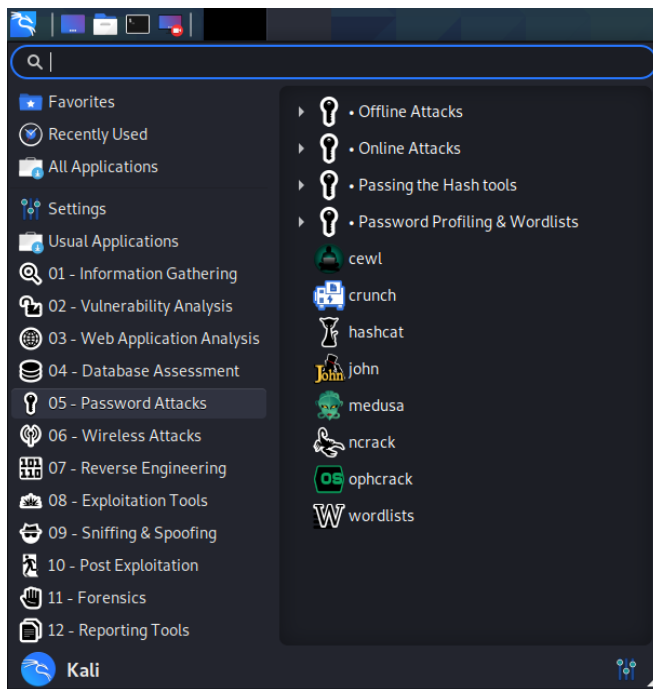 Favorites
Recently Used
All Applications
Settings
Usual Applications
01 - Information Gathering
02 - Vulnerability Analysis
03 - Web Application Analysis
04 - Database Assessment
05 - Password Attacks
06 - Wireless Attacks
07 - Reverse Engineering
08 - Exploitation Tools
09 - Sniffing & Spoofing
10 - Post Exploitation
11 - Forensics
12 - Reporting Tools
• Offline Attacks
• Online Attacks
• Passing the Hash tools
• Password Profiling & Wordlists
cewl
crunch
hashcat
John
john
medusa
ncrack
OS
ophcrack
W
wordlists
Kali